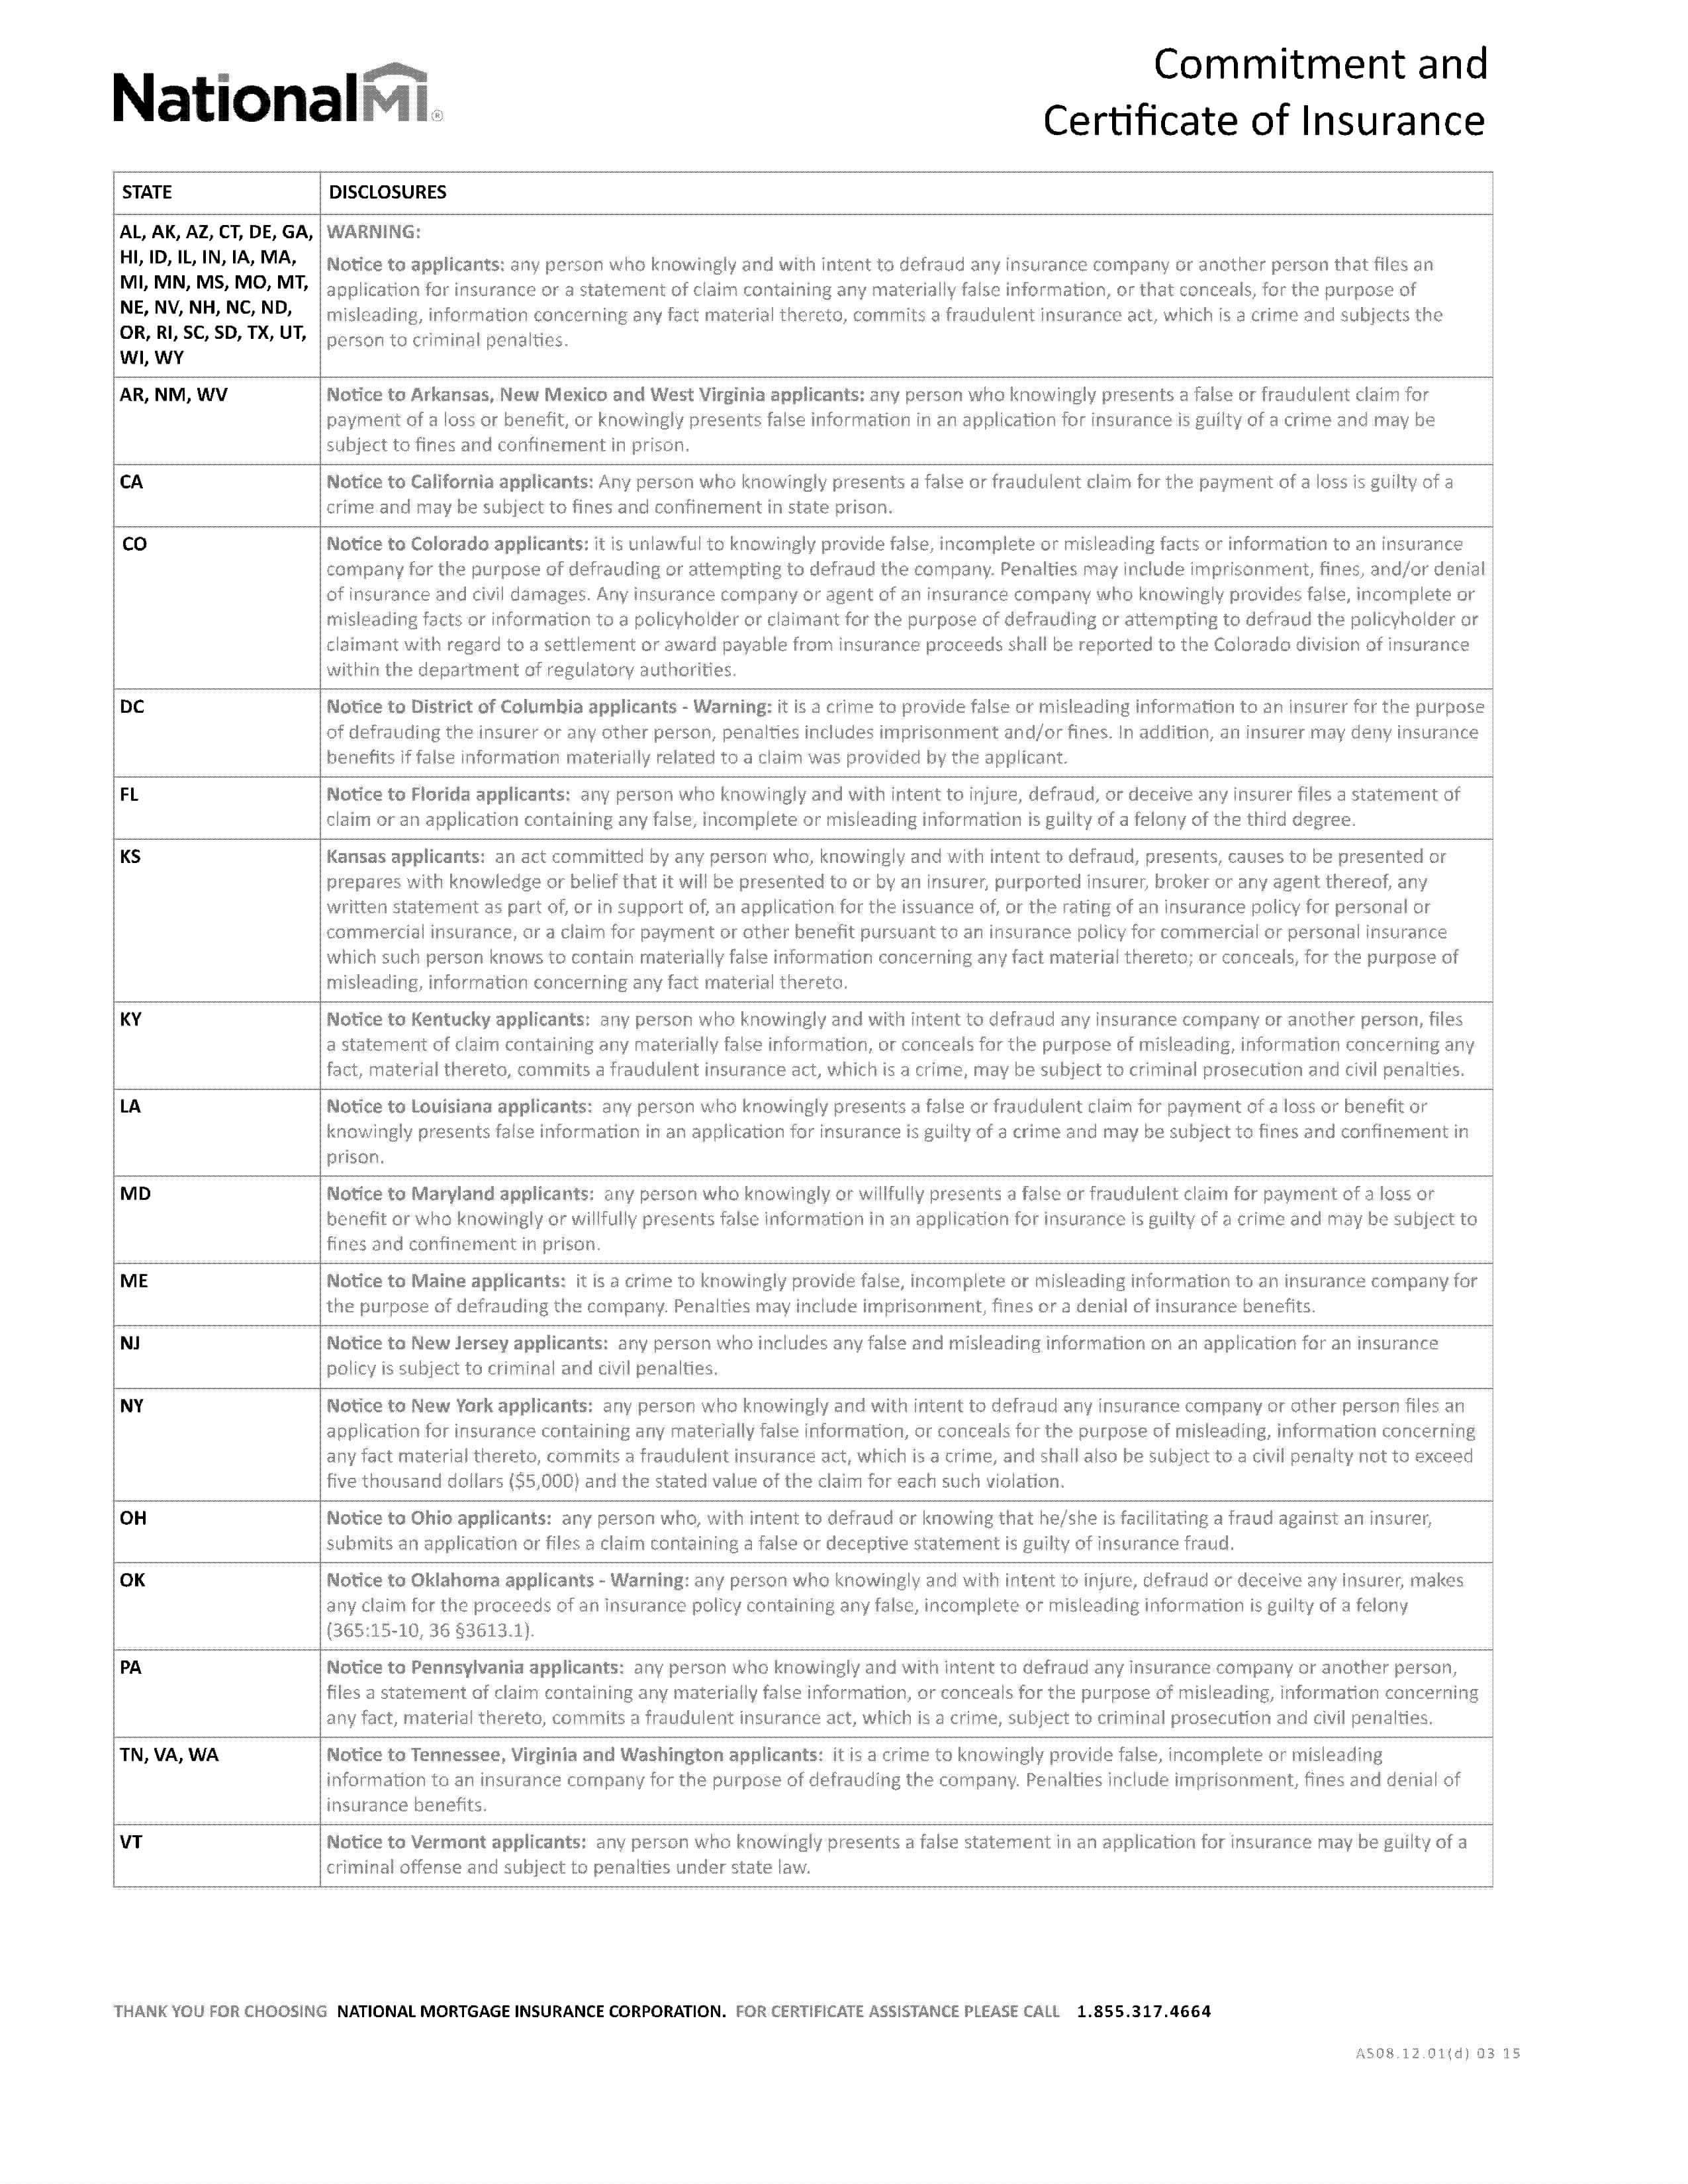 NationalMI®
Commitment and
Certificate of Insurance
STATE
DISCLOSURES
AL, AK, AZ, CT, DE, GA,
HI, ID, IL, IN, IA, MA,
MI, MN, MS, MO, MT,
NE, NV, NH, NC, ND,
OR, RI, SC, SD, TX, UT,
WI, WY
WARNING:
Notice to applicants: any person who knowingly and with intent to defraud any insurance company or another person that files an
application for insurance or a statement of claim containing any materially false information, or that conceals, for the purpose of
misleading, information concerning any fact material thereto, commits a fraudulent insurance act, which is a crime and subjects the
person to criminal penalties.
AR, NM, WV
Notice to Arkansas, New Mexico and West Virginia applicants: any person who knowingly presents a false or fraudulent claim for
payment of a loss or benefit, or knowingly presents false information in an application for insurance is guilty of a crime and may be
subject to fines and confinement in prison.
CA
Notice to California applicants: Any person who knowingly presents a false or fraudulent claim for the payment of a loss is guilty of a
crime and may be subject to fines and confinement in state prison.
CO
Notice to Colorado applicants: it is unlawful to knowingly provide false, incomplete or misleading facts or information to an insurance
company for the purpose of defrauding or attempting to defraud the company. Penalties may include imprisonment, fines, and/or denial
of insurance and civil damages. Any insurance company or agent of an insurance company who knowingly provides false, incomplete or
misleading facts or information to a policyholder or claimant for the purpose of defrauding or attempting to defraud the policyholder or
claimant with regard to a settlement or award payable from insurance proceeds shall be reported to the Colorado division of insurance
within the department of regulatory authorities.
DC
Notice to District of Columbia applicants - Warning: it is a crime to provide false or misleading information to an insurer for the purpose
of defrauding the insurer or any other person, penalties includes imprisonment and/or fines. In addition, an insurer may deny insurance
benefits if false information materially related to a claim was provided by the applicant.
FL
Notice to Florida applicants: any person who knowingly and with intent to injure, defraud, or deceive any insurer files a statement of
claim or an application containing any false, incomplete or misleading information is guilty of a felony of the third degree.
KS
Kansas applicants: an act committed by any person who, knowingly and with intent to defraud, presents, causes to be presented or
prepares with knowledge or belief that it will be presented to or by an insurer, purported insurer, broker or any agent thereof, any
written statement as part of, or in support of, an application for the issuance of, or the rating of an insurance policy for personal or
commercial insurance, or a claim for payment or other benefit pursuant to an insurance policy for commercial or personal insurance
which such person knows to contain materially false information concerning any fact material thereto; or conceals, for the purpose of
misleading, information concerning any fact material thereto.
KY
Notice to Kentucky applicants: any person who knowingly and with intent to defraud any insurance company or another person, files
a statement of claim containing any materially false information, or conceals for the purpose of misleading, information concerning any
fact, material thereto, commits a fraudulent insurance act, which is a crime, may be subject to criminal prosecution and civil penalties.
LA
Notice to Louisiana applicants: any person who knowingly presents a false or fraudulent claim for payment of a loss or benefit or
knowingly presents false information in an application for insurance is guilty of a crime and may be subject to fines and confinement in
prison.
MD
Notice to Maryland applicants: any person who knowingly or willfully presents a false or fraudulent claim for payment of a loss or
benefit or who knowingly or willfully presents false information in an application for insurance is guilty of a crime and may be subject to
fines and confinement in prison.
ME
Notice to Maine applicants: it is a crime to knowingly provide false, incomplete or misleading information to an insurance company for
the purpose of defrauding the company. Penalties may include imprisonment, fines or a denial of insurance benefits.
NJ
Notice to New Jersey applicants: any person who includes any false and misleading information on an application for an insurance
policy is subject to criminal and civil penalties.
NY
Notice to New York applicants: any person who knowingly and with intent to defraud any insurance company or other person files an
application for insurance containing any materially false information, or conceals for the purpose of misleading, information concerning
any fact material thereto, commits a fraudulent insurance act, which is a crime, and shall also be subject to a civil penalty not to exceed
five thousand dollars ($5,000) and the stated value of the claim for each such violation.
OH
Notice to Ohio applicants: any person who, with intent to defraud or knowing that he/she is facilitating a fraud against an insurer,
submits an application or files a claim containing a false or deceptive statement is guilty of insurance fraud.
OK
Notice to Oklahoma applicants - Warning: any person who knowingly and with intent to injure, defraud or deceive any insurer, makes
any claim for the proceeds of an insurance policy containing any false, incomplete or misleading information is guilty of a felony
(365:15-10, 36 §3613.1).
PA
Notice to Pennsylvania applicants: any person who knowingly and with intent to defraud any insurance company or another person,
files a statement of claim containing any materially false information, or conceals for the purpose of misleading, information concerning
any fact, material thereto, commits a fraudulent insurance act, which is a crime, subject to criminal prosecution and civil penalties.
TN, VA, WA
Notice to Tennessee, Virginia and Washington applicants: it is a crime to knowingly provide false, incomplete or misleading
information to an insurance company for the purpose of defrauding the company. Penalties include imprisonment, fines and denial of
insurance benefits.
VT
Notice to Vermont applicants: any person who knowingly presents a false statement in an application for insurance may be guilty of a
criminal offense and subject to penalties under state law.
THANK YOU FOR CHOOSING NATIONAL MORTGAGE INSURANCE CORPORATION. FOR CERTIFICATE ASSISTANCE PLEASE CALL 1.855.317.4664
AS08.12.01(d) 03 15